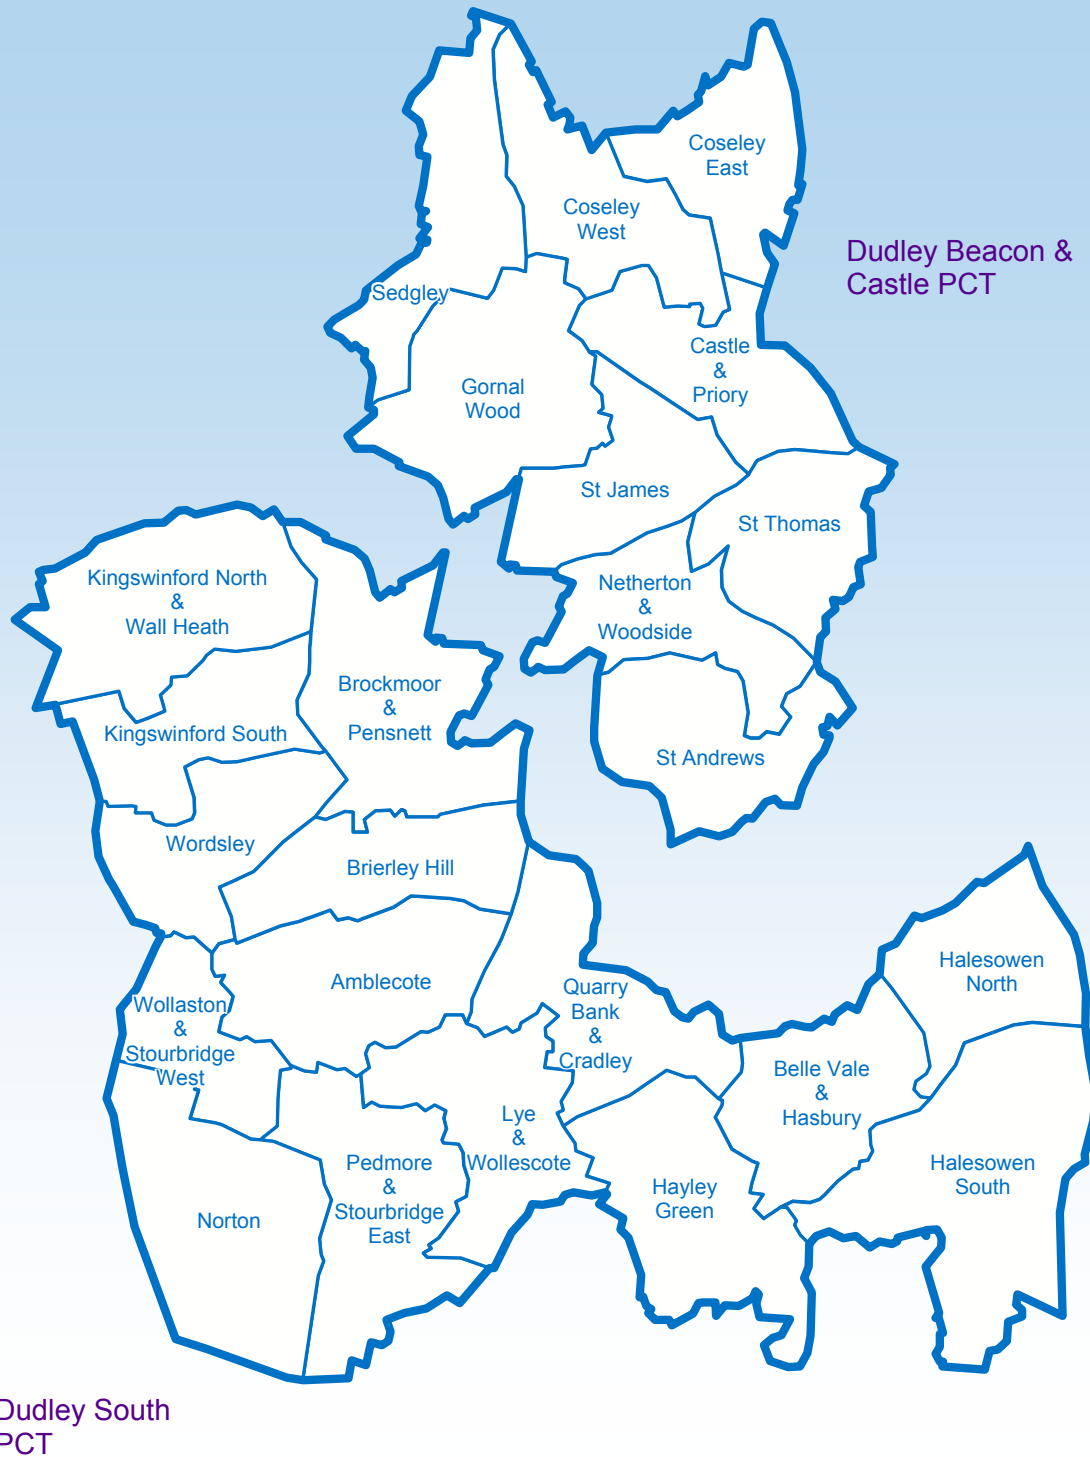 Coseley
East
Coseley
West
Dudley Beacon &
Castle PCT
Sedgley
Castle
&
Priory
Gornal
Wood
St James
St Thomas
Kingswinford North
&
Wall Heath
Netherton
&
Woodside
Brockmoor
&
Pensnett
Kingswinford South
St Andrews
Wordsley
Brierley Hill
Amblecote
Halesowen
North
Quarry
Bank
&
Cradley
Wollaston
&
Stourbridge
West
Belle Vale
&
Hasbury
Lye
&
Wollescote
Pedmore
&
Stourbridge
East
Halesowen
South
Hayley
Green
Norton
Dudley South
PCT